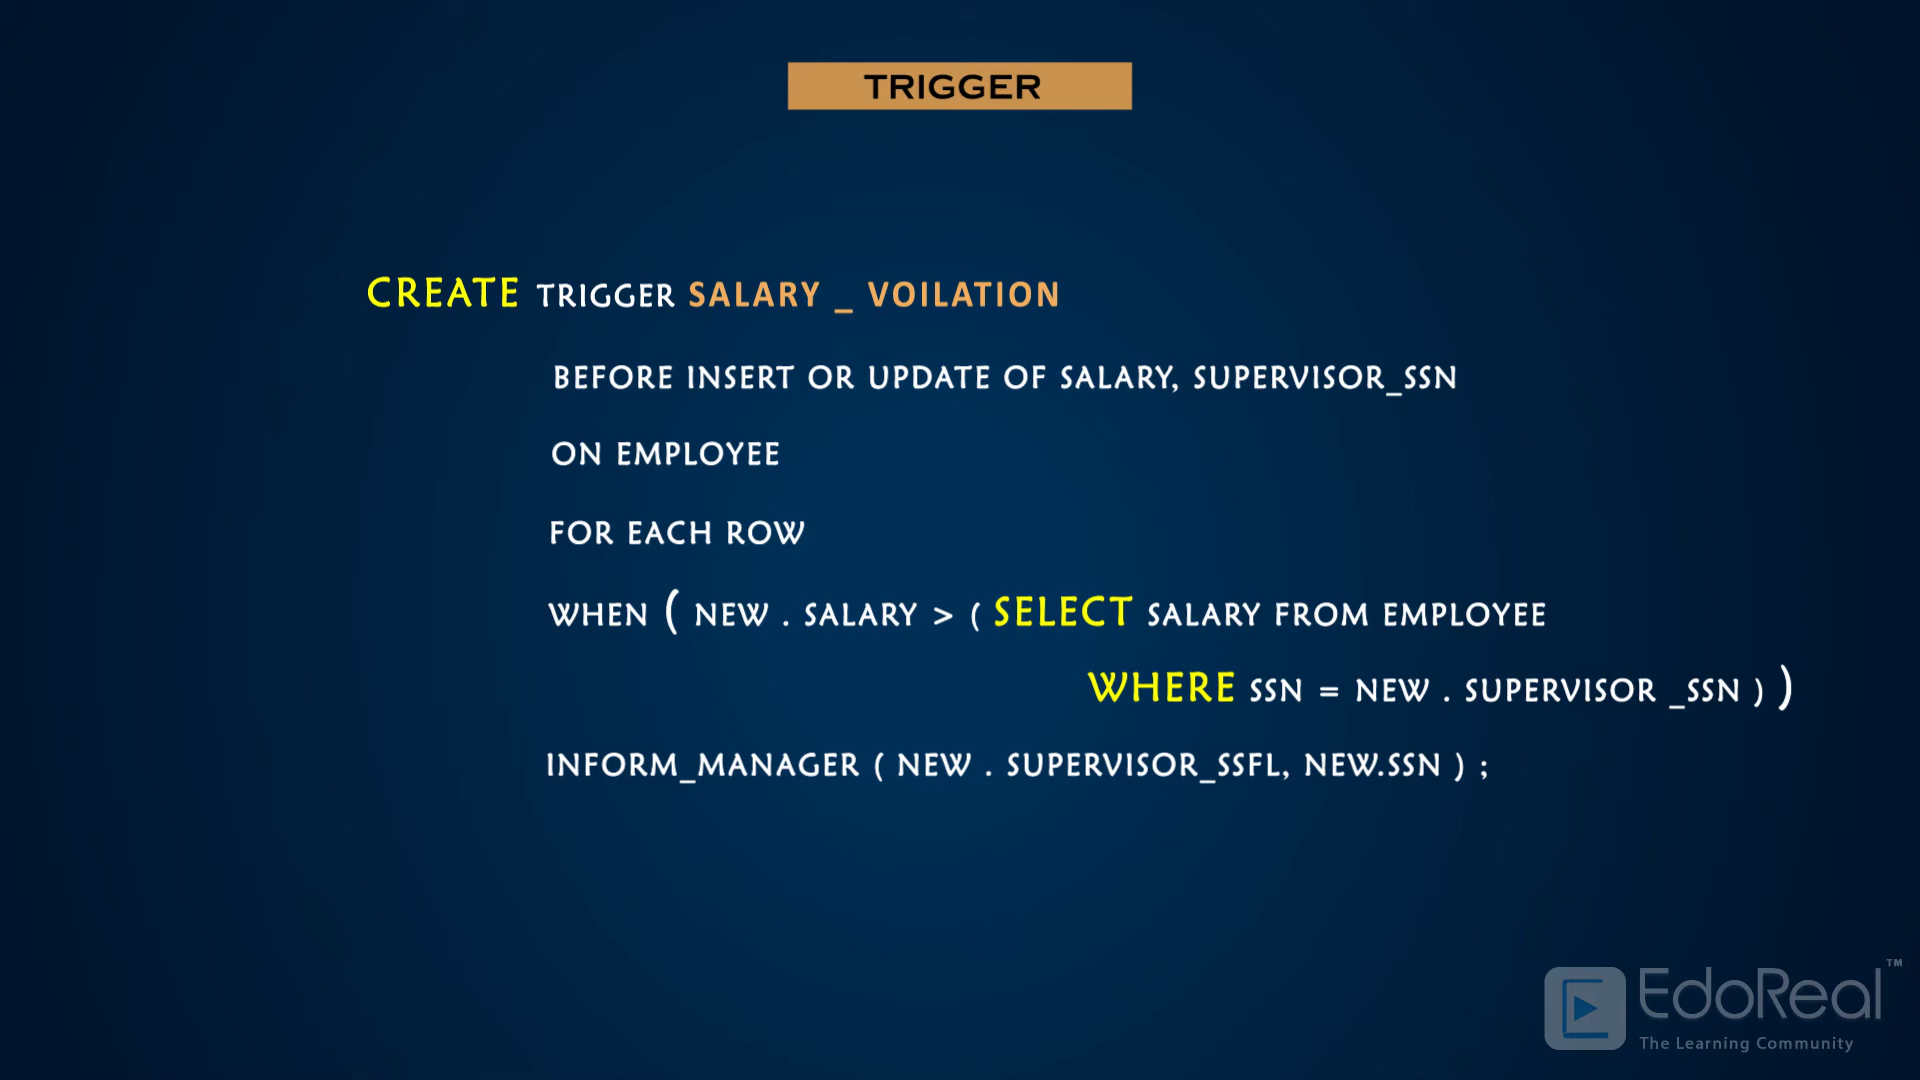 TRIGGER
CREATE TRIGGER SALARY _ VOILATION
BEFORE INSERT OR UPDATE OF SALARY, SUPERVISOR_SSN
ON EMPLOYEE
FOR EACH ROW
WHEN ( NEW . SALARY > ( SELECT SALARY FROM EMPLOYEE
WHERE SSN = NEW . SUPERVISOR _SSN ) )
INFORM_MANAGER ( NEW . SUPERVISOR_SSFL, NEW.SSN ) ;
EdoReal™
The Learning Community